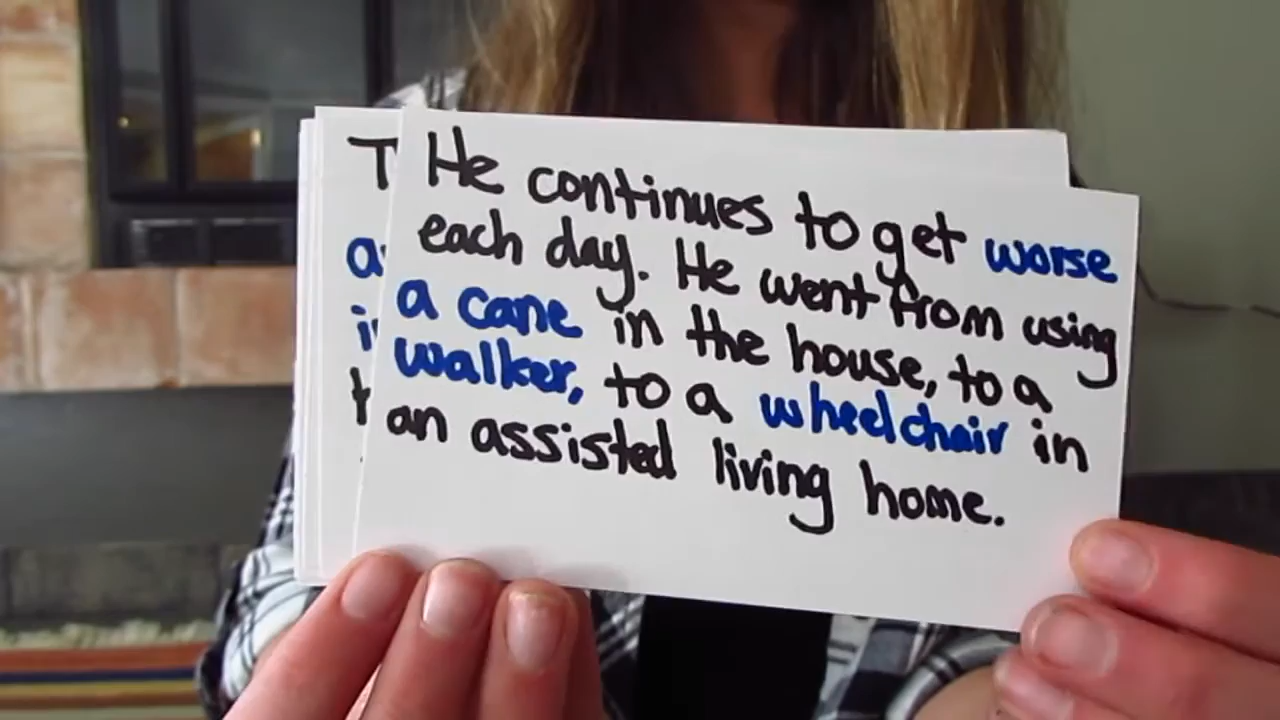 He continues to get worse
each day. He went from using
a cane in the house, to a
walker, to a wheelchair in
an assisted living home.